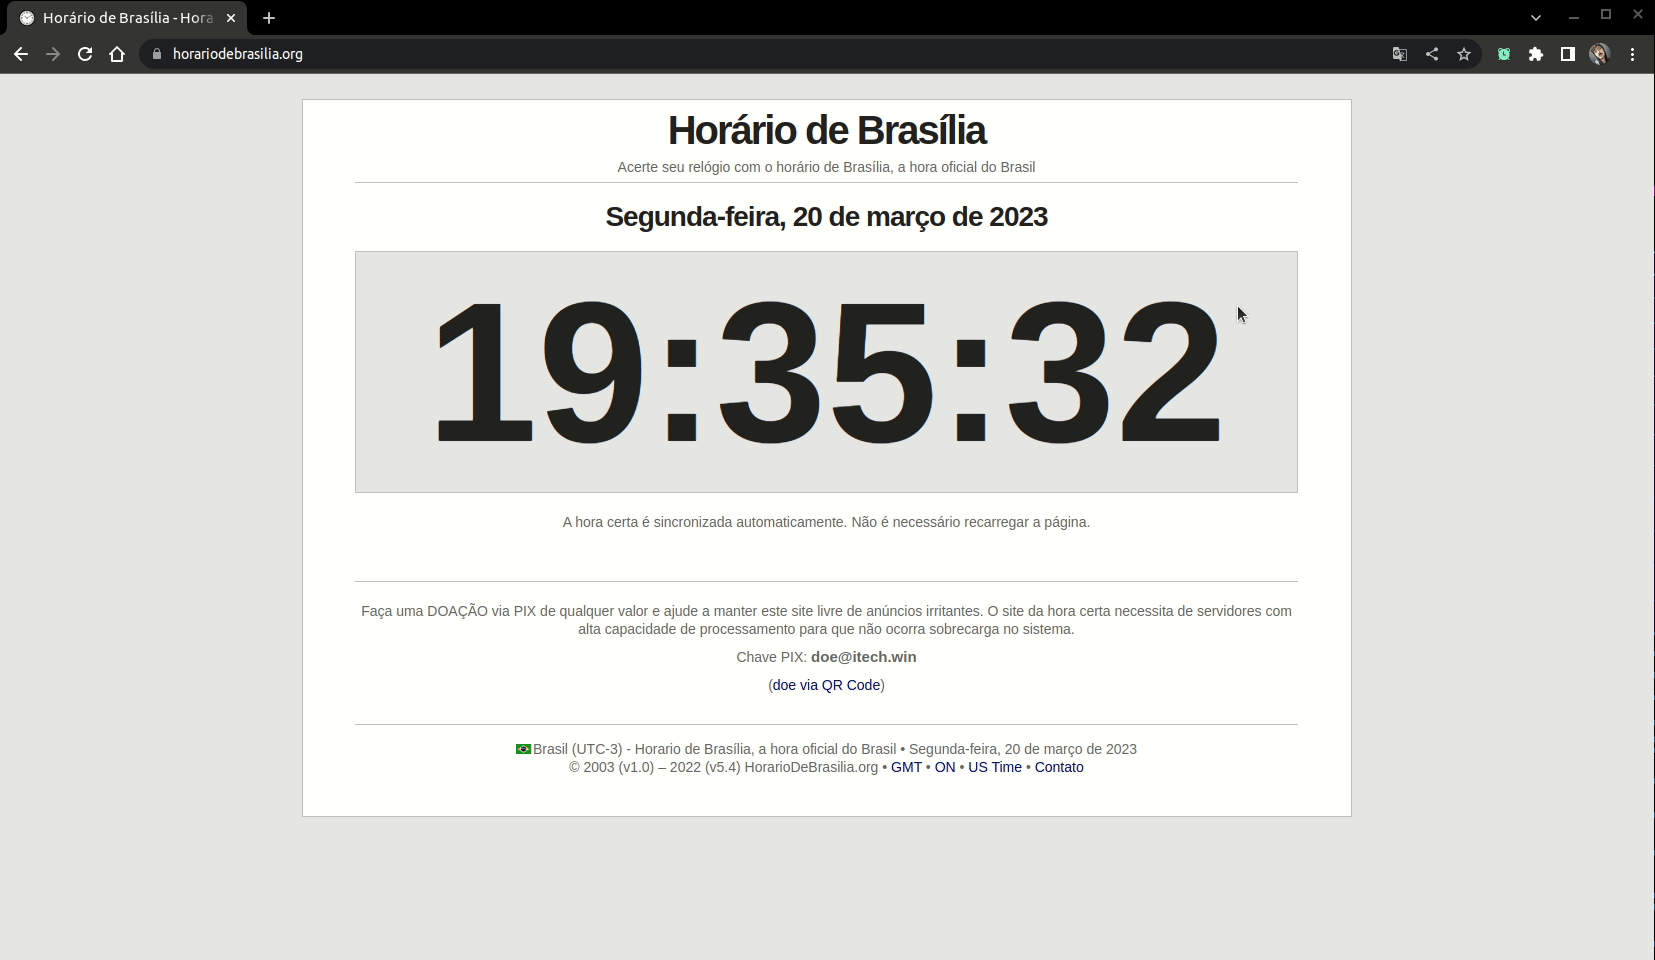 Horário de Brasília - Hora
horariodebrasilia.org
Horário de Brasília
Acerte seu relógio com o horário de Brasília, a hora oficial do Brasil
Segunda-feira, 20 de março de 2023
19:35:32
A hora certa é sincronizada automaticamente. Não é necessário recarregar a página.
Faça uma DOAÇÃO via PIX de qualquer valor e ajude a manter este site livre de anúncios irritantes. O site da hora certa necessita de servidores com
alta capacidade de processamento para que não ocorra sobrecarga no sistema.
Chave PIX: doe@itech.win
(doe via QR Code)
Brasil (UTC-3) - Horario de Brasília, a hora oficial do Brasil • Segunda-feira, 20 de março de 2023
© 2003 (v1.0) – 2022 (v5.4) HorarioDeBrasilia.org • GMT • ON • US Time • Contato